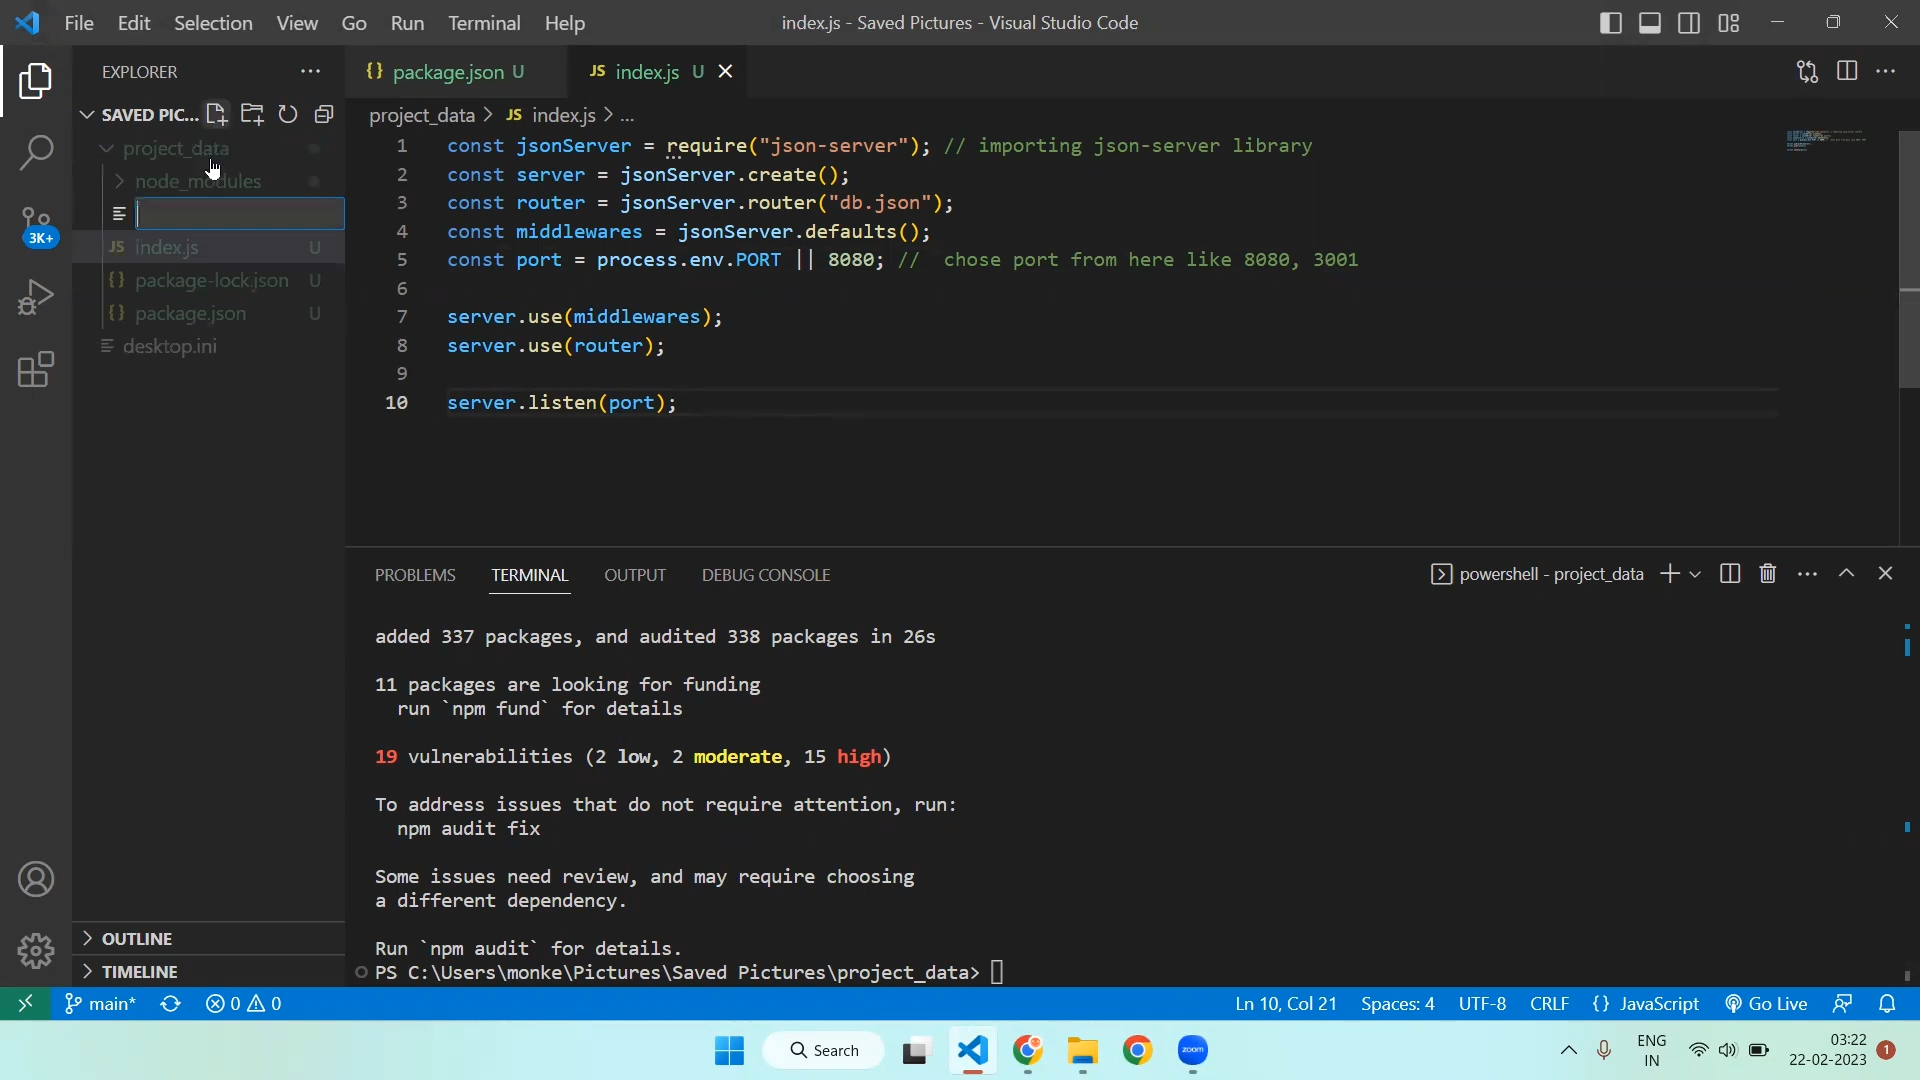 File Edit Selection View Go Run Terminal Help
index.js - Saved Pictures - Visual Studio Code
EXPLORER
SAVED PIC...
project_data
node_modules
JS index.js U
{} package-lock.json U
{} package.json U
desktop.ini
OUTLINE
TIMELINE
3K+
{} package.json U
JS index.js U
project_data > JS index.js > ...
1 const jsonServer = require("json-server"); // importing json-server library
2 const server = jsonServer.create();
3 const router = jsonServer.router("db.json");
4 const middlewares = jsonServer.defaults();
5 const port = process.env.PORT || 8080; //  chose port from here like 8080, 3001
6
7 server.use(middlewares);
8 server.use(router);
9
10 server.listen(port);
PROBLEMS TERMINAL OUTPUT DEBUG CONSOLE
powershell - project_data
added 337 packages, and audited 338 packages in 26s
11 packages are looking for funding
run `npm fund` for details
19 vulnerabilities (2 low, 2 moderate, 15 high)
To address issues that do not require attention, run:
npm audit fix
Some issues need review, and may require choosing
a different dependency.
Run `npm audit` for details.
PS C:\Users\monke\Pictures\Saved Pictures\project_data>
main* 0 0
Ln 10, Col 21 Spaces: 4 UTF-8 CRLF {} JavaScript Go Live
Search
zoom
ENG
IN
03:22
22-02-2023
1